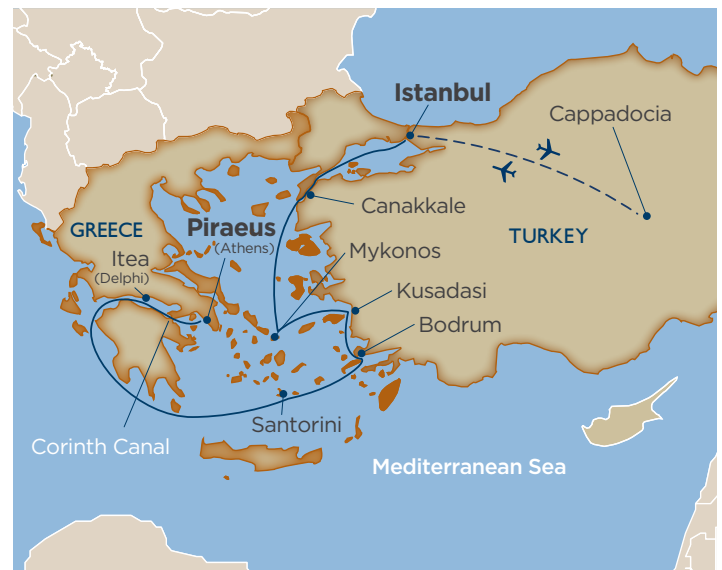 Istanbul
Cappadocia
Canakkale
GREECE
Piraeus
(Athens)
TURKEY
Itea
(Delphi)
Mykonos
Kusadasi
Bodrum
Santorini
Corinth Canal
Mediterranean Sea